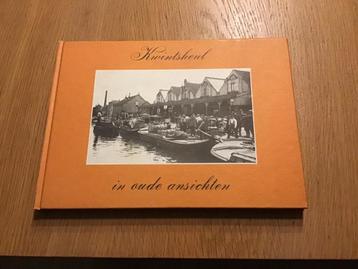 Kwintsheul
in oude ansichten